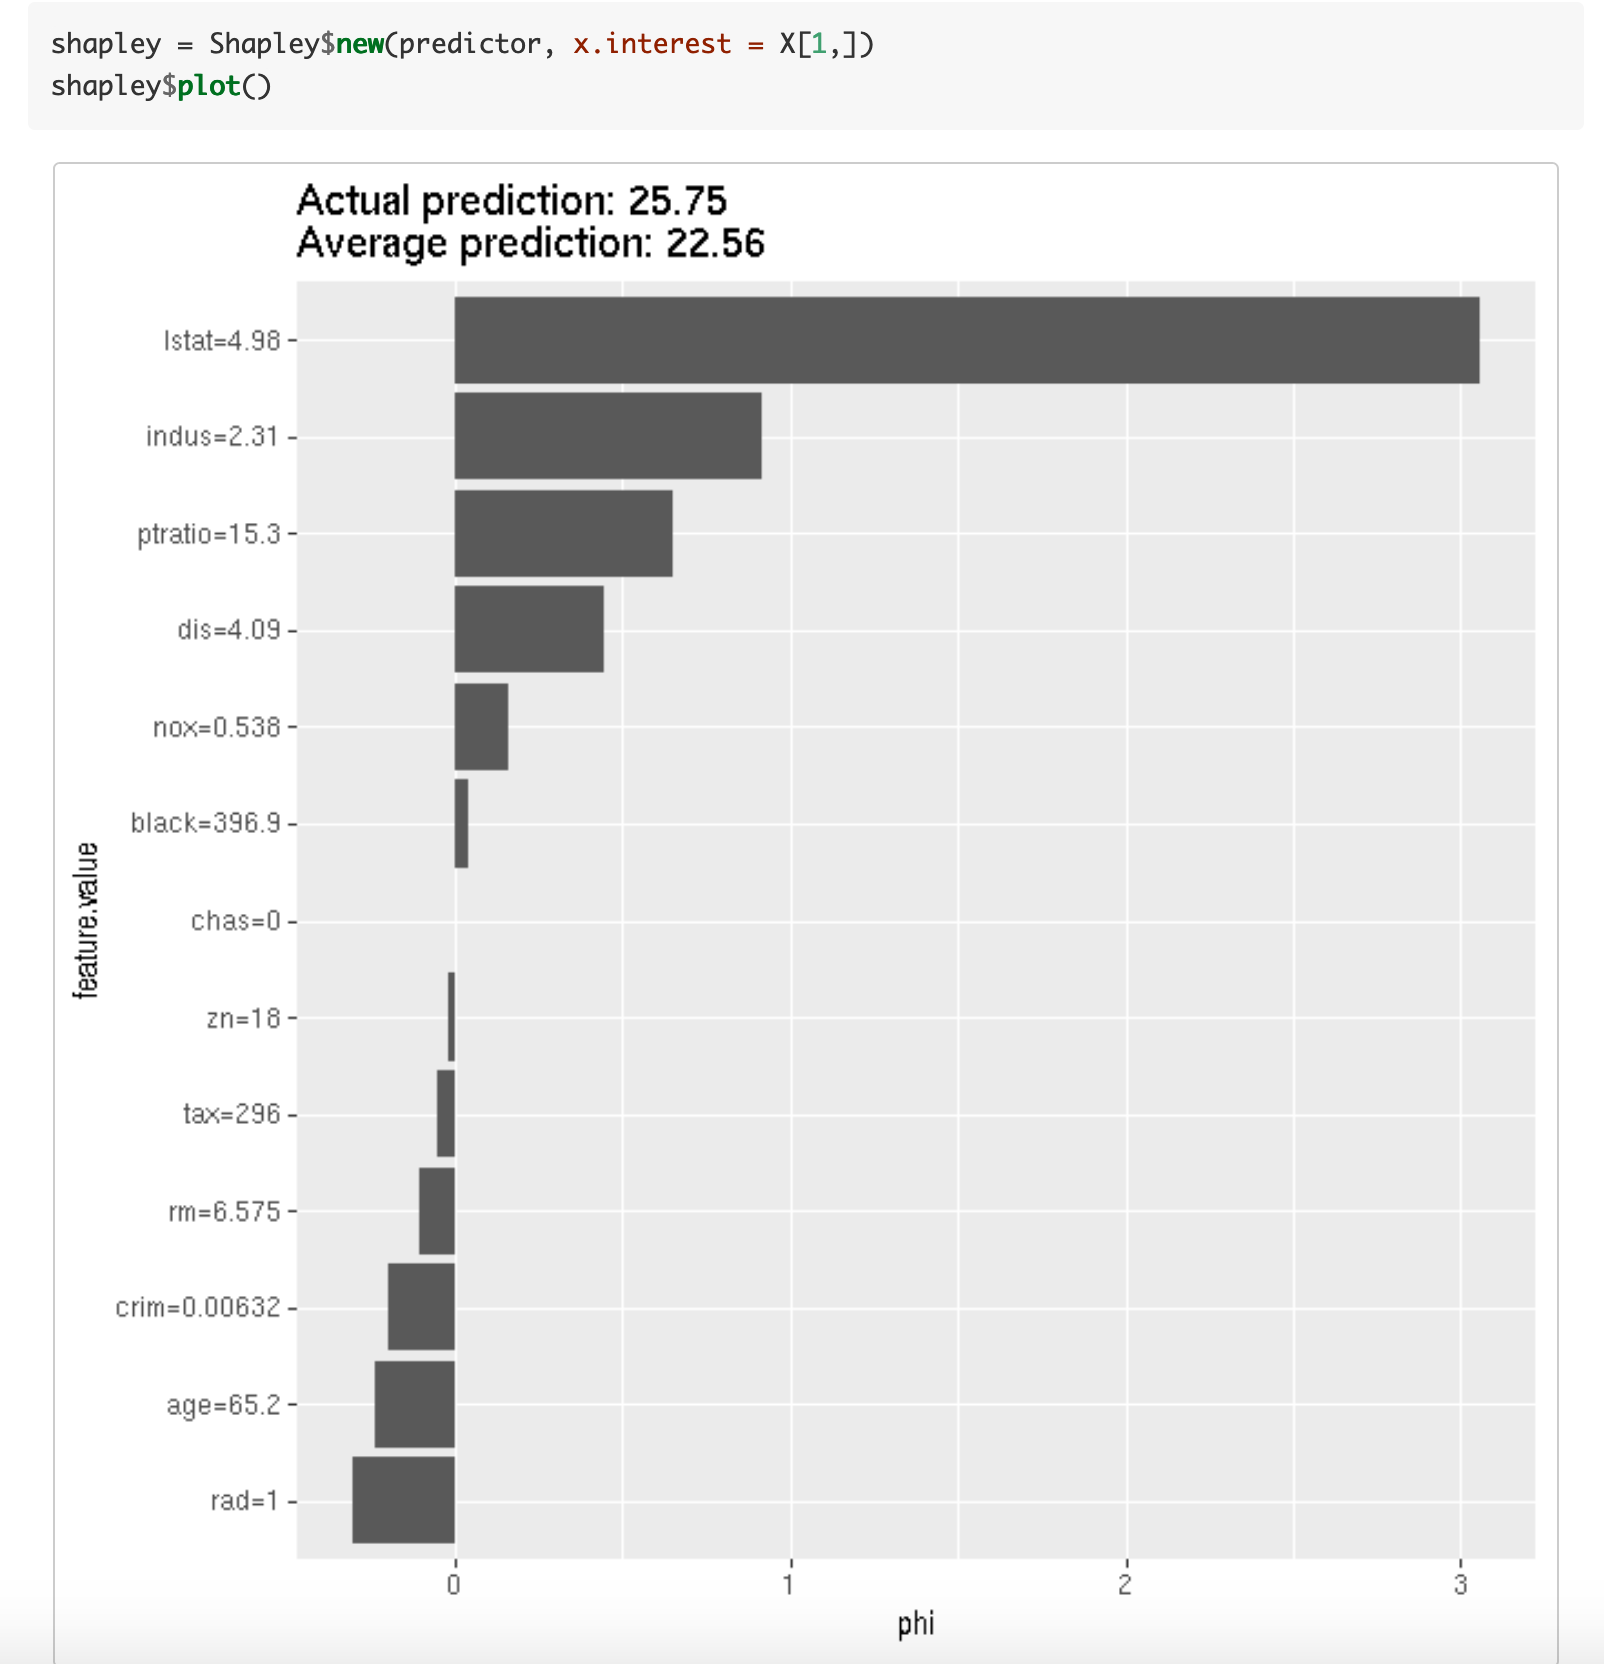 shapley = Shapley$new(predictor, x.interest = X[1,])
shapley$plot()
Actual prediction: 25.75
Average prediction: 22.56
lstat=4.98
indus=2.31
ptratio=15.3
dis=4.09
nox=0.538
black=396.9
chas=0
zn=18
tax=296
rm=6.575
crim=0.00632
age=65.2
rad=1
feature.value
0 1 2 3
phi